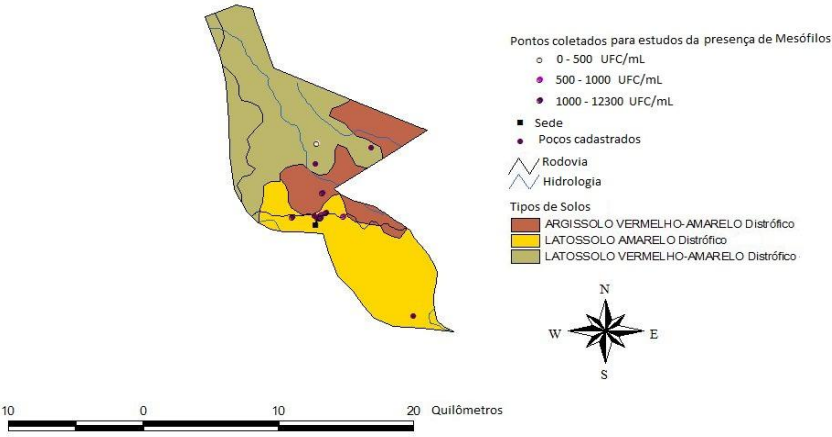 Pontos coletados para estudos da presença de Mesófilos
0 - 500 UFC/mL
500 - 1000 UFC/mL
1000 - 12300 UFC/mL
Sede
Poços cadastrados
Rodovia
Hidrologia
Tipos de Solos
ARGISSOLO VERMELHO-AMARELO Distrófico
LATOSSOLO AMARELO Distrófico
LATOSSOLO VERMELHO-AMARELO Distrófico
N
W E
S
10 0 10 20 Quilômetros